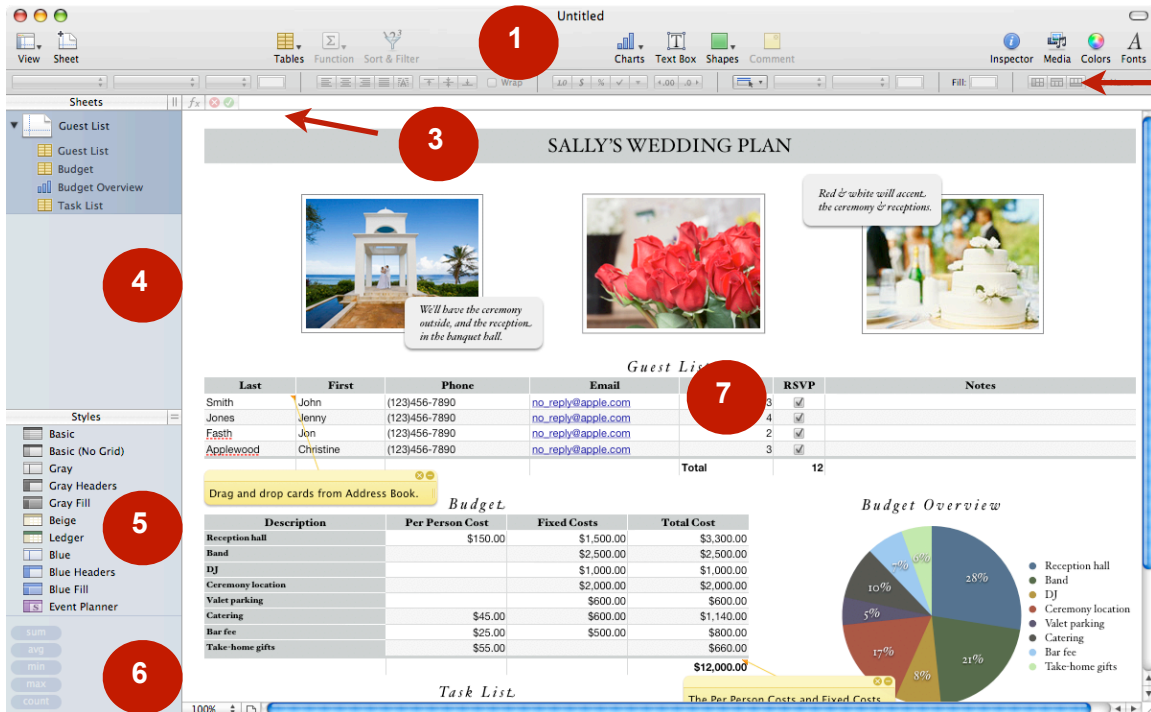 Untitled
1
View Sheet Tables Function Sort & Filter Charts Text Box Shapes Comment Inspector Media Colors Fonts
Wrap 1.0 $ % Fill:
Sheets
fx
3
Guest List
Guest List
Budget
Budget Overview
Task List
4
SALLY'S WEDDING PLAN
Red & white will accent
the ceremony & receptions.
We'll have the ceremony
outside, and the reception
in the banquet hall.
Guest List
7
Last First Phone Email RSVP Notes
Smith John (123)456-7890 no_reply@apple.com 3
Jones Jenny (123)456-7890 no_reply@apple.com 4
Fasth Jon (123)456-7890 no_reply@apple.com 2
Applewood Christine (123)456-7890 no_reply@apple.com 3
Total 12
Drag and drop cards from Address Book.
Styles
Basic
Basic (No Grid)
Gray
Gray Headers
Gray Fill
Beige
Ledger
Blue
Blue Headers
Blue Fill
Event Planner
5
sum
avg
min
max
count
6
Budget
Description Per Person Cost Fixed Costs Total Cost
Reception hall $150.00 $1,500.00 $3,300.00
Band $2,500.00 $2,500.00
DJ $1,000.00 $1,000.00
Ceremony location $2,000.00 $2,000.00
Valet parking $600.00 $600.00
Catering $45.00 $600.00 $1,140.00
Bar fee $25.00 $500.00 $800.00
Take-home gifts $55.00 $660.00
$12,000.00
The Per Person Costs and Fixed Costs
Budget Overview
28%
21%
8%
17%
5%
10%
7%
6%
Reception hall
Band
DJ
Ceremony location
Valet parking
Catering
Bar fee
Take-home gifts
Task List
100%